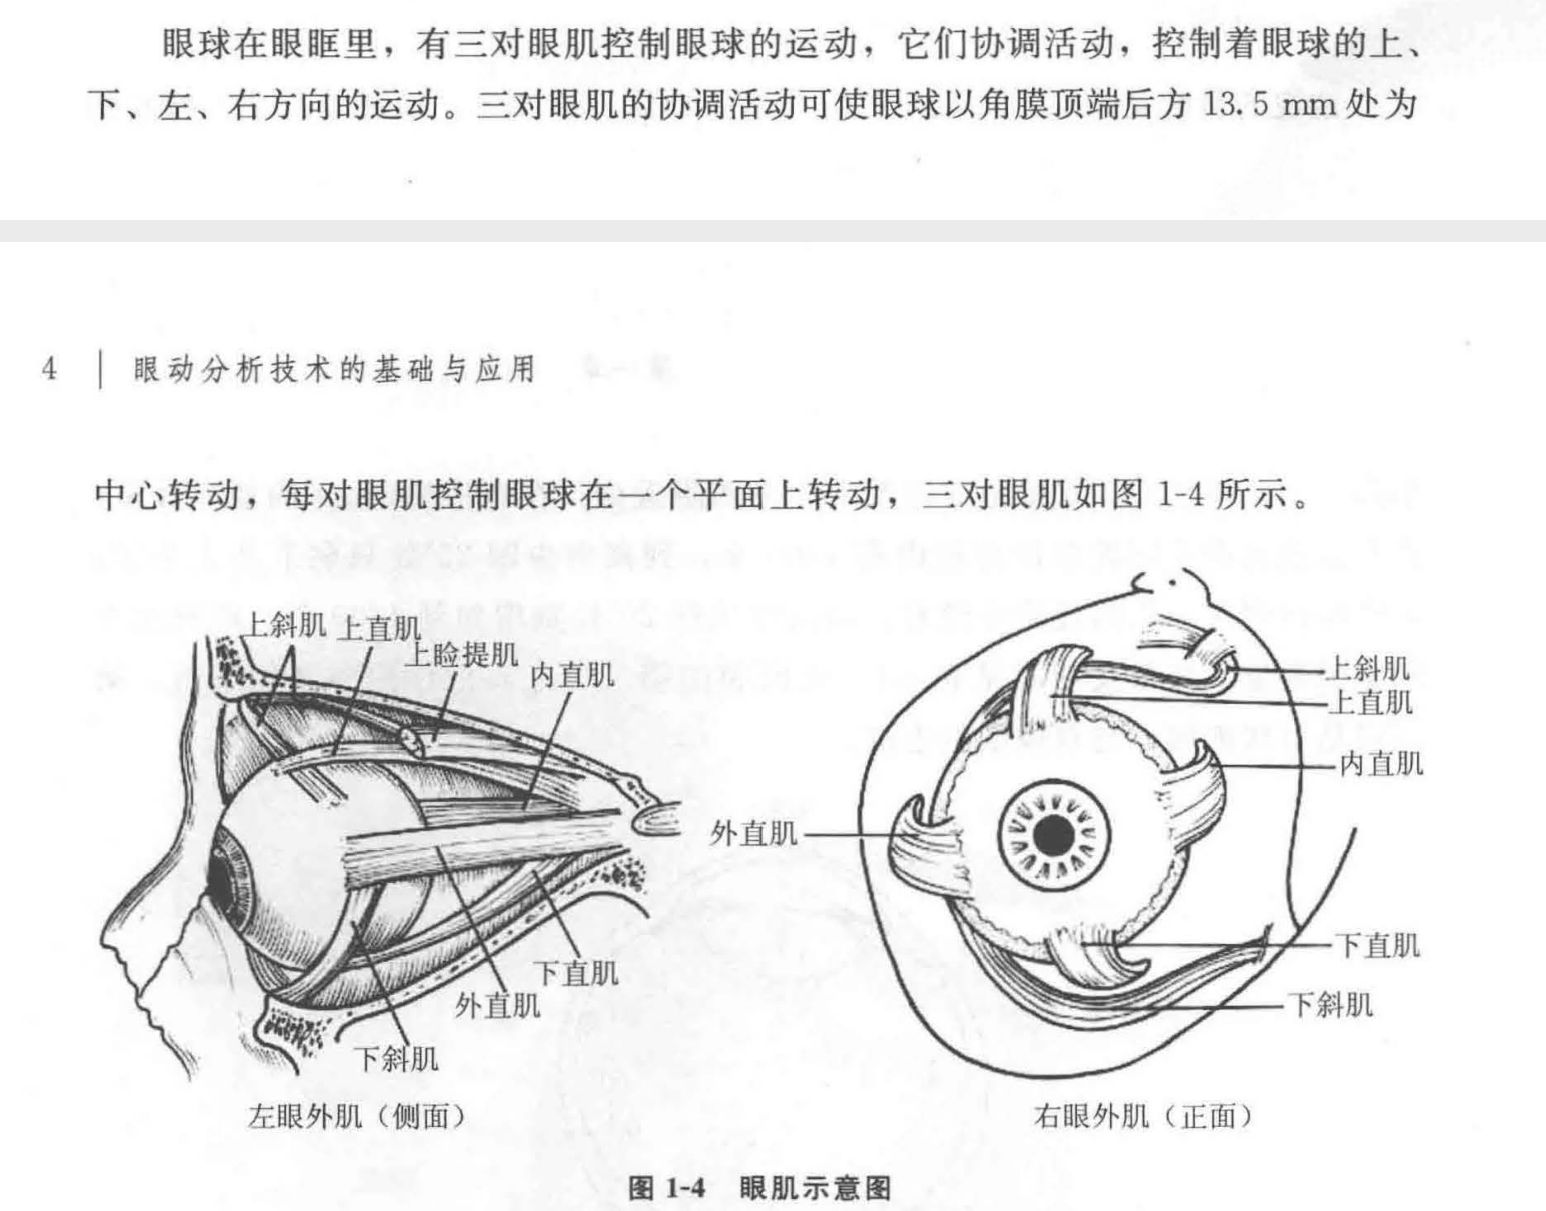 眼球在眼眶里，有三对眼肌控制眼球的运动，它们协调活动，控制着眼球的上、
下、左、右方向的运动。三对眼肌的协调活动可使眼球以角膜顶端后方 13.5 mm 处为
4 | 眼动分析技术的基础与应用
中心转动，每对眼肌控制眼球在一个平面上转动，三对眼肌如图 1-4 所示。
上斜肌
上直肌
上睑提肌
内直肌
下直肌
外直肌
下斜肌
左眼外肌（侧面）
上斜肌
上直肌
内直肌
外直肌
下直肌
下斜肌
右眼外肌（正面）
图 1-4 眼肌示意图